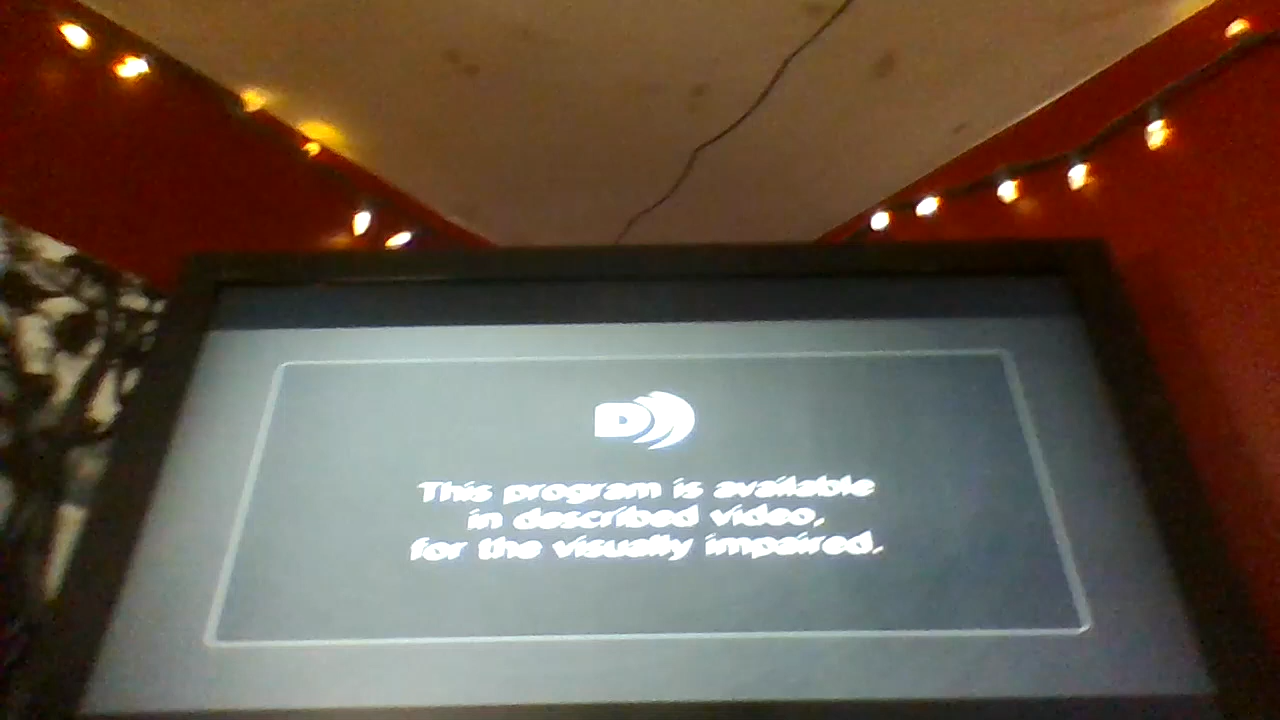 D
This program is available
in described video,
for the visually impaired.